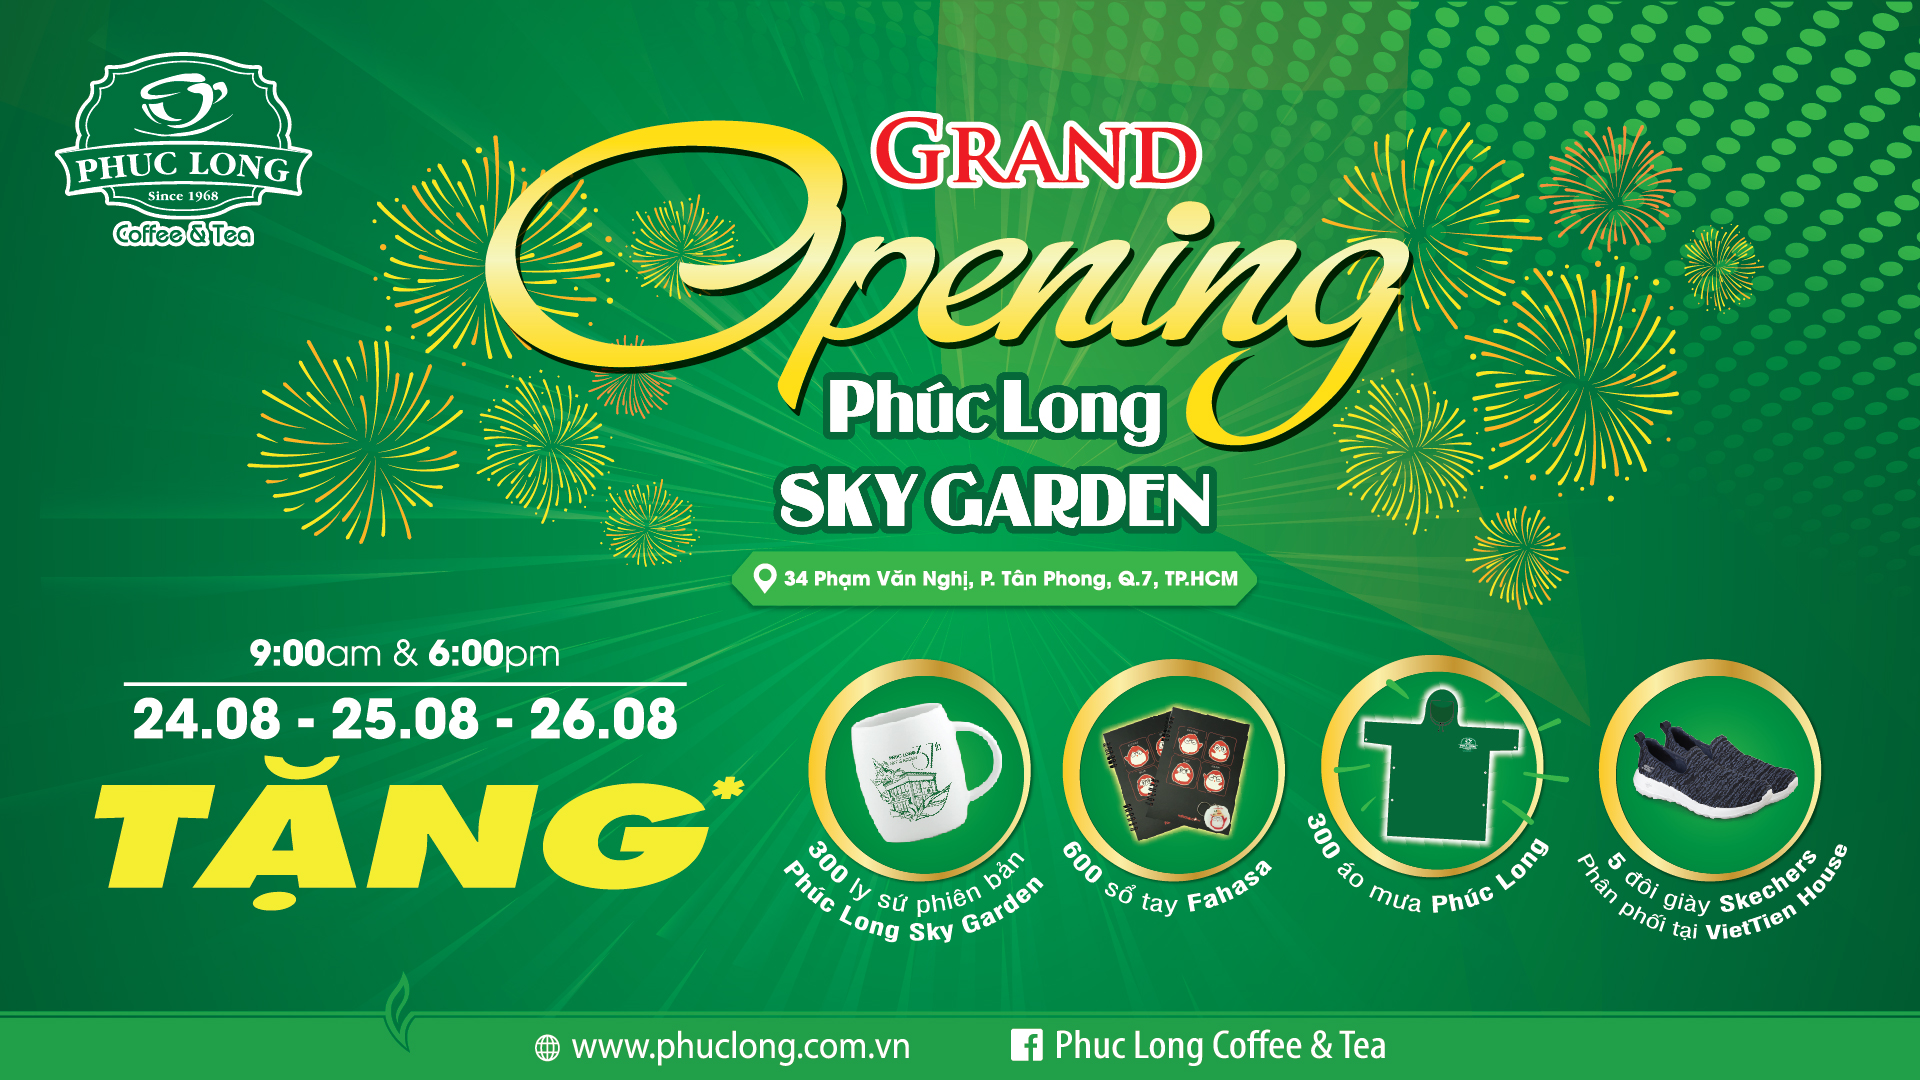 PHUC LONG
Since 1968
Coffee & Tea
GRAND
Opening
Phúc Long
SKY GARDEN
34 Phạm Văn Nghị, P. Tân Phong, Q.7, TP.HCM
9:00am & 6:00pm
24.08 - 25.08 - 26.08
TẶNG*
300 ly sứ phiên bản
Phúc Long Sky Garden
600 sổ tay Fahasa
300 áo mưa Phúc Long
5 đôi giày Skechers
Phân phối tại VietTien House
www.phuclong.com.vn
Phuc Long Coffee & Tea